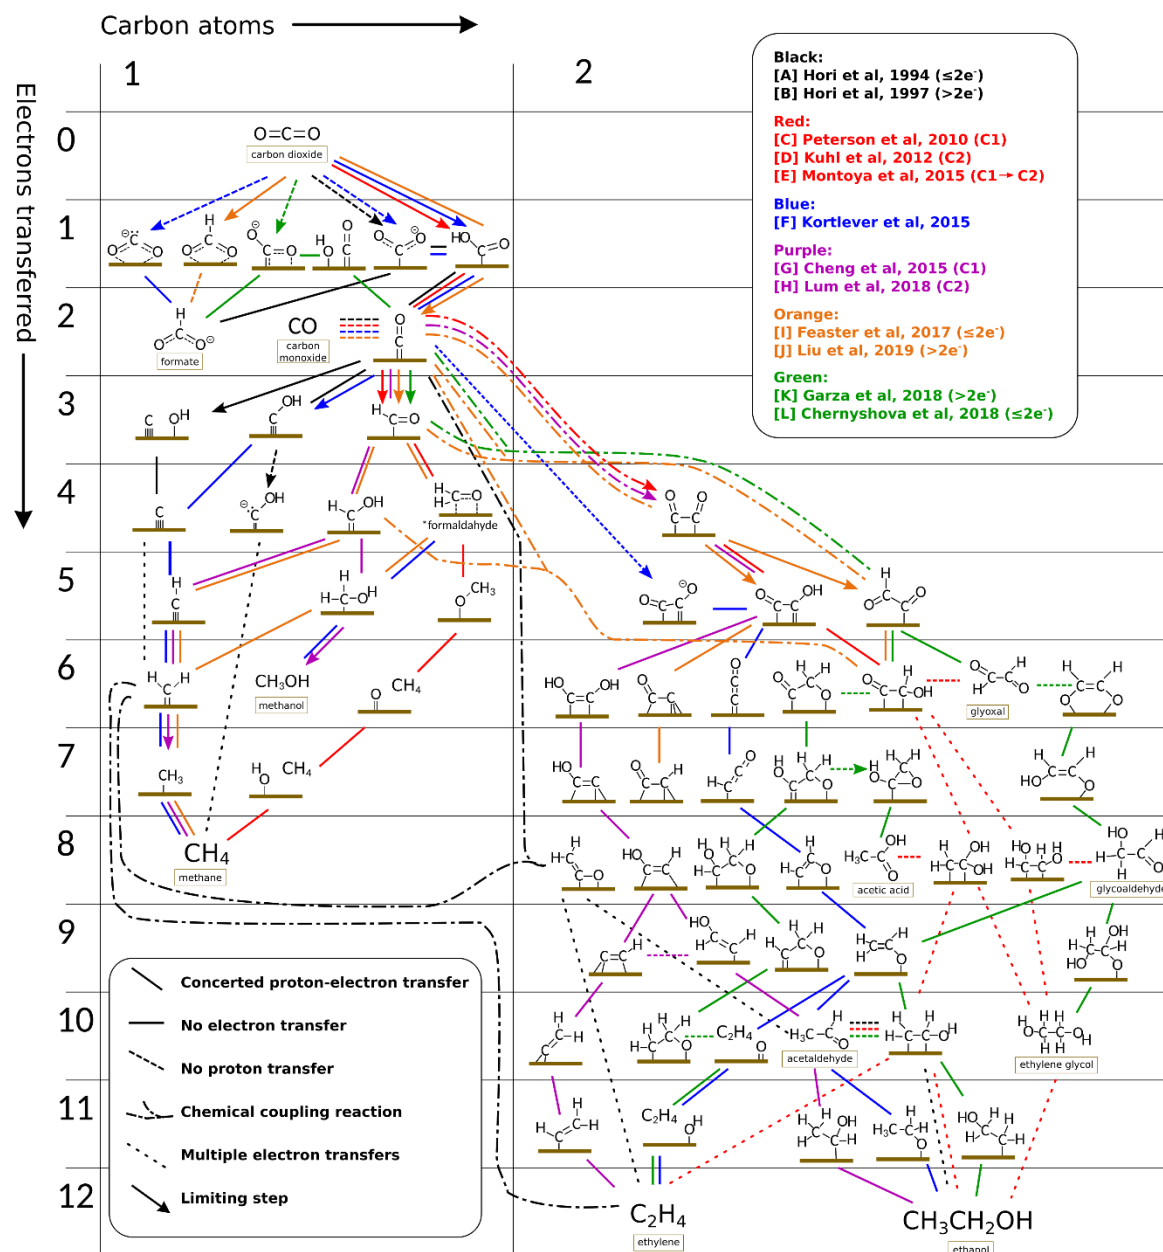 Carbon atoms
Electrons transferred
1
2
Black:
[A] Hori et al, 1994 (≤2e⁻)
[B] Hori et al, 1997 (>2e⁻)
Red:
[C] Peterson et al, 2010 (C1)
[D] Kuhl et al, 2012 (C2)
[E] Montoya et al, 2015 (C1→ C2)
Blue:
[F] Kortlever et al, 2015
Purple:
[G] Cheng et al, 2015 (C1)
[H] Lum et al, 2018 (C2)
Orange:
[I] Feaster et al, 2017 (≤2e⁻)
[J] Liu et al, 2019 (>2e⁻)
Green:
[K] Garza et al, 2018 (>2e⁻)
[L] Chernyshova et al, 2018 (≤2e⁻)
0
O=C=O
carbon dioxide
1
2
CO
carbon monoxide
formate
3
4
*formaldahyde
5
6
CH₃OH
methanol
CH₄
glyoxal
7
CH₃
CH₄
8
CH₄
methane
acetic acid
glycoaldehyde
9
10
C₂H₄
acetaldehyde
ethylene glycol
11
C₂H₄
12
C₂H₄
ethylene
CH₃CH₂OH
ethanol
Concerted proton-electron transfer
No electron transfer
No proton transfer
Chemical coupling reaction
Multiple electron transfers
Limiting step